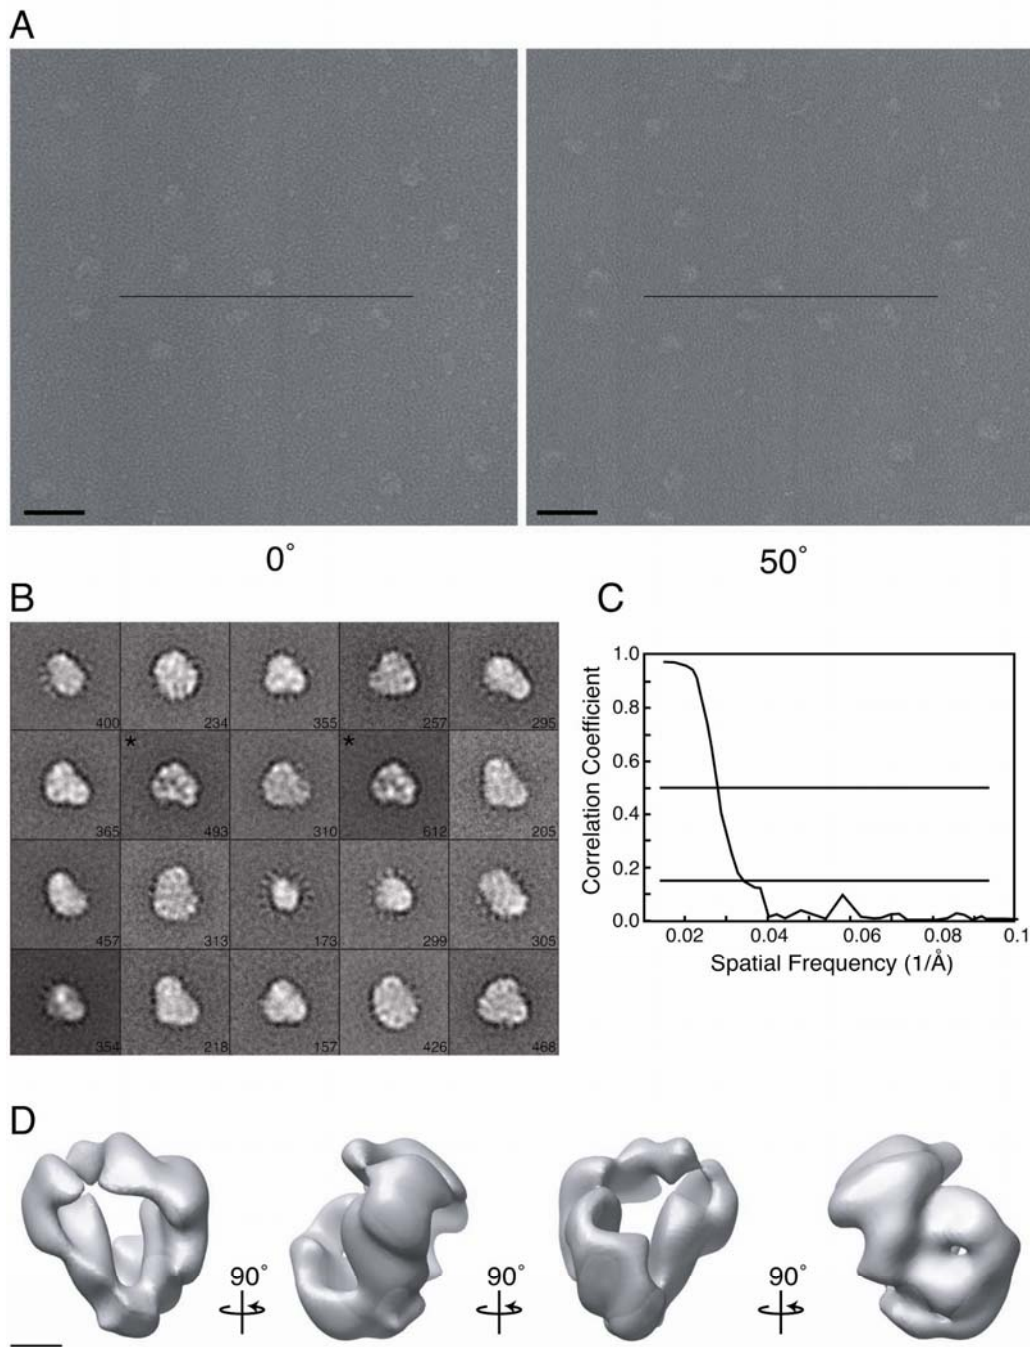 A
0° 50°
B
C
400 234 355 257 295
* *
365 493 310 612 205
457 313 173 299 305
354 218 157 426 466
1.0
0.8
0.6
0.4
0.2
0.0
Correlation Coefficient
0.02 0.04 0.06 0.08 0.1
Spatial Frequency (1/Å)
D
90° 90° 90°